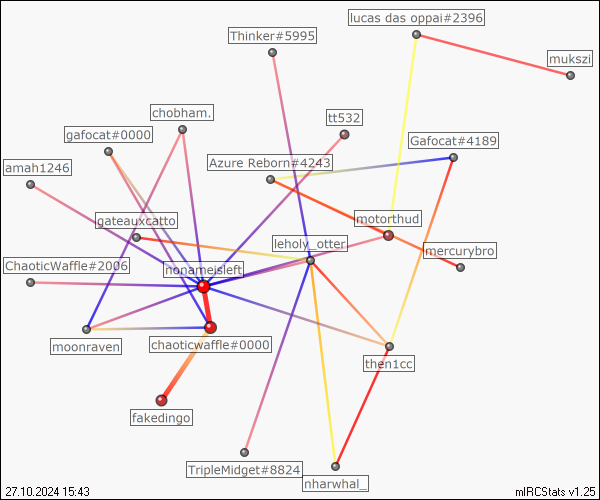 lucas das oppai#2396
Thinker#5995
mukszi
chobham.
tt532
gafocat#0000
Gafocat#4189
Azure Reborn#4243
amah1246
gateauxcatto
motorthud
leholy_otter
mercurybro
ChaoticWaffle#2006
nonameisleft
moonraven
chaoticwaffle#0000
then1cc
fakedingo
TripleMidget#8824
nharwhal_
27.10.2024 15:43
mIRCStats v1.25